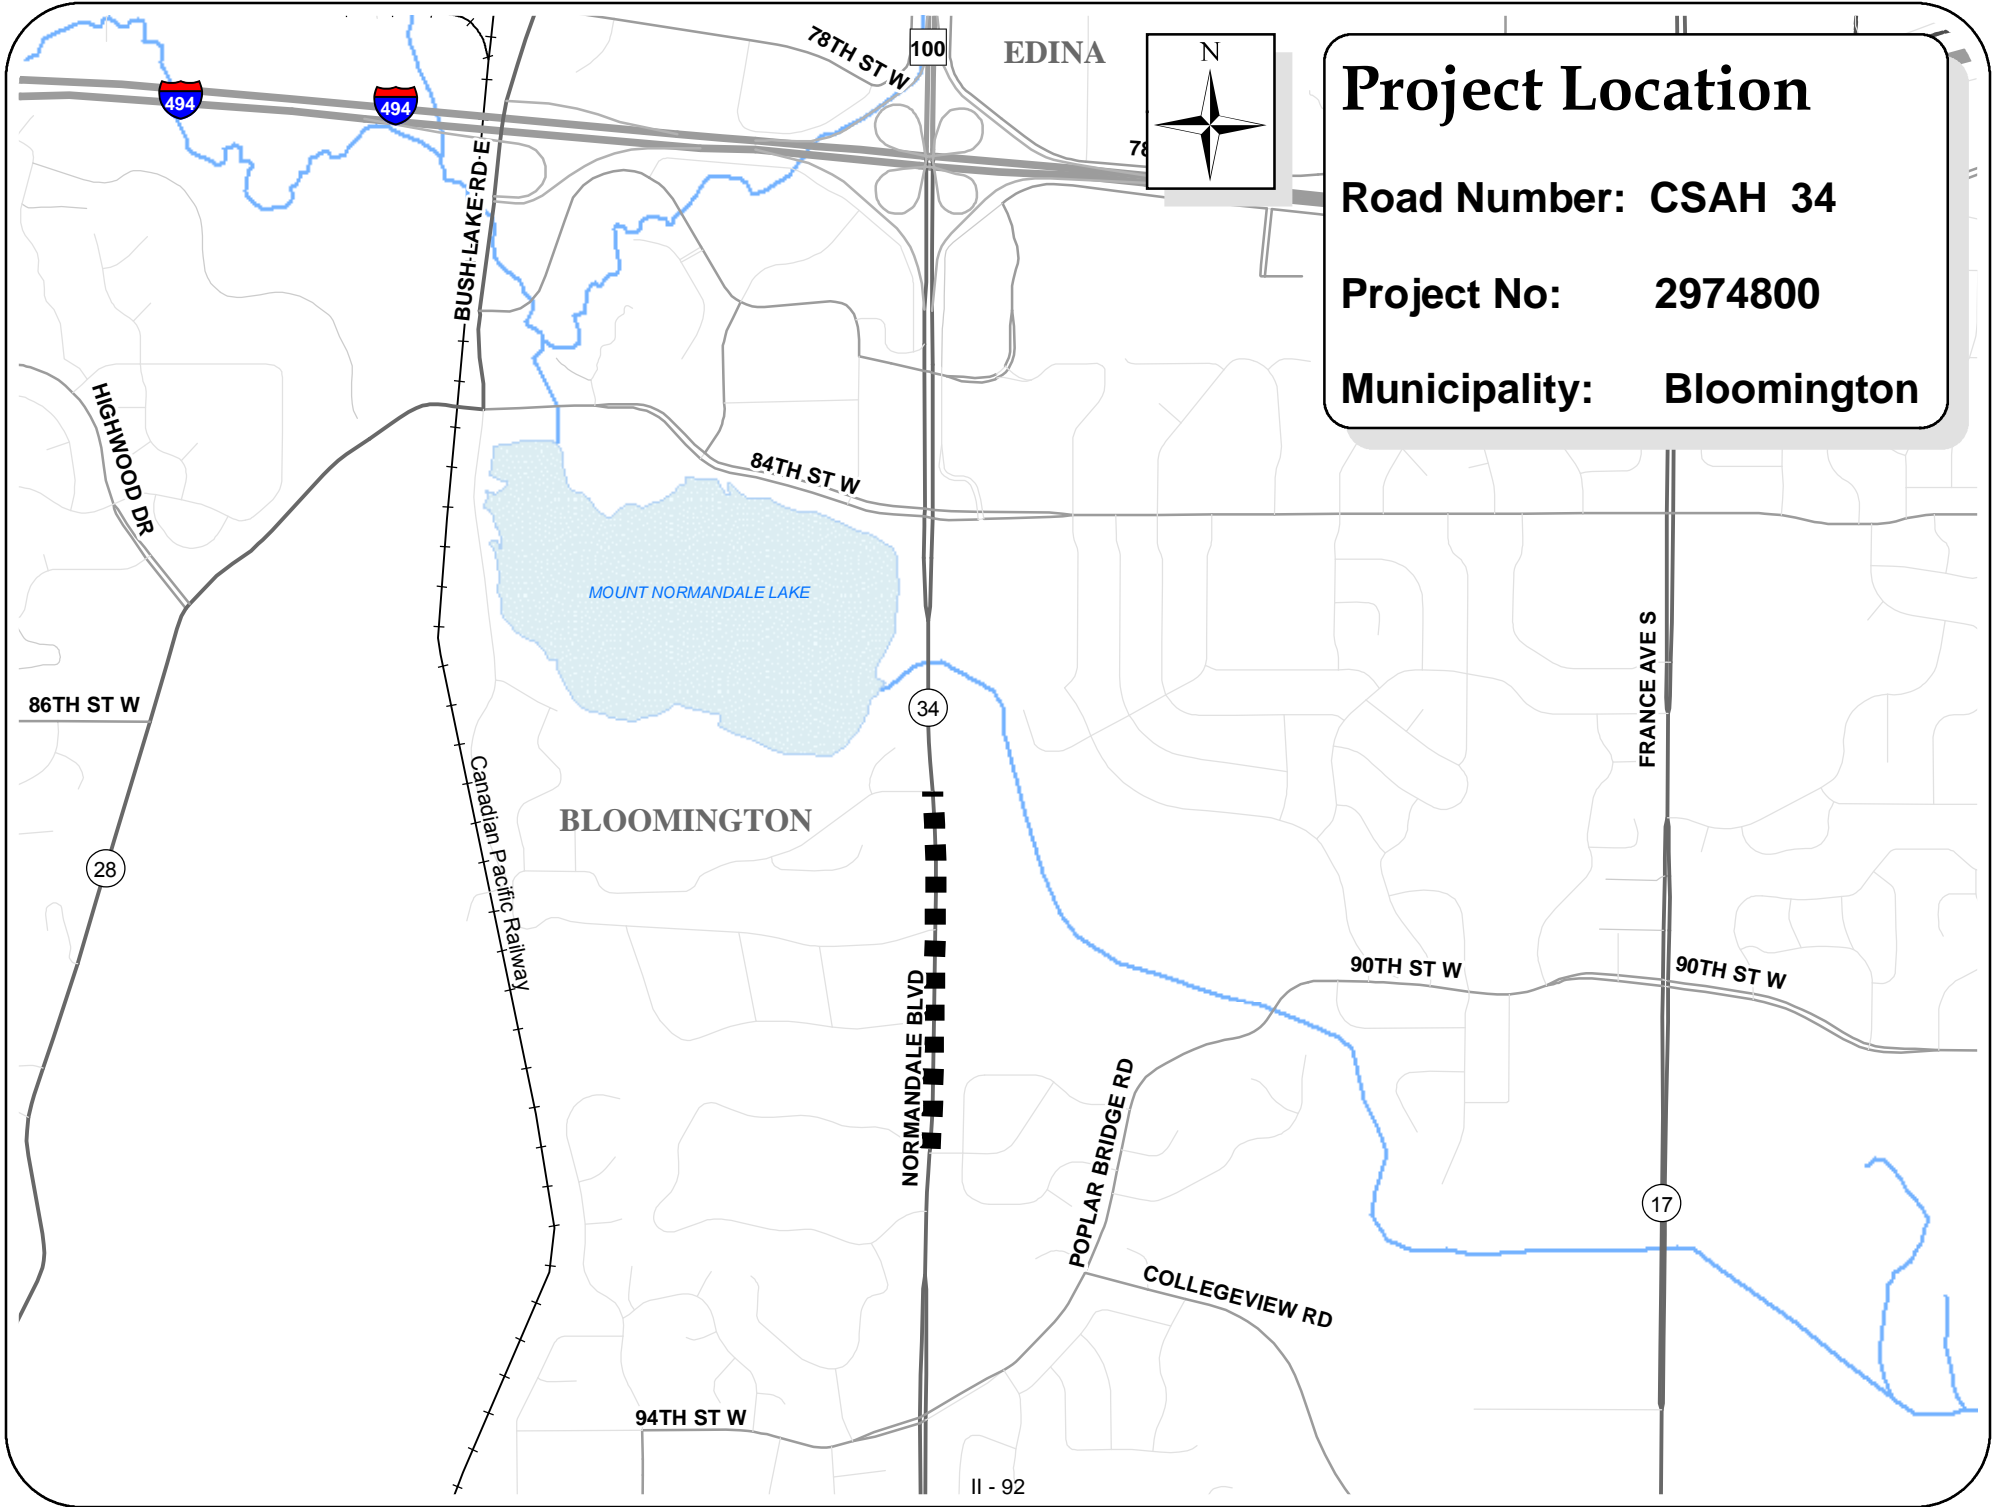 78TH ST W
100
EDINA
N
Project Location
494
494
78
Road Number: CSAH 34
BUSH LAKE RD E
Project No: 2974800
Municipality: Bloomington
HIGHWOOD DR
84TH ST W
MOUNT NORMANDALE LAKE
86TH ST W
34
FRANCE AVE S
Canadian Pacific Railway
BLOOMINGTON
28
NORMANDALE BLVD
90TH ST W
90TH ST W
POPLAR BRIDGE RD
17
COLLEGEVIEW RD
94TH ST W
II - 92